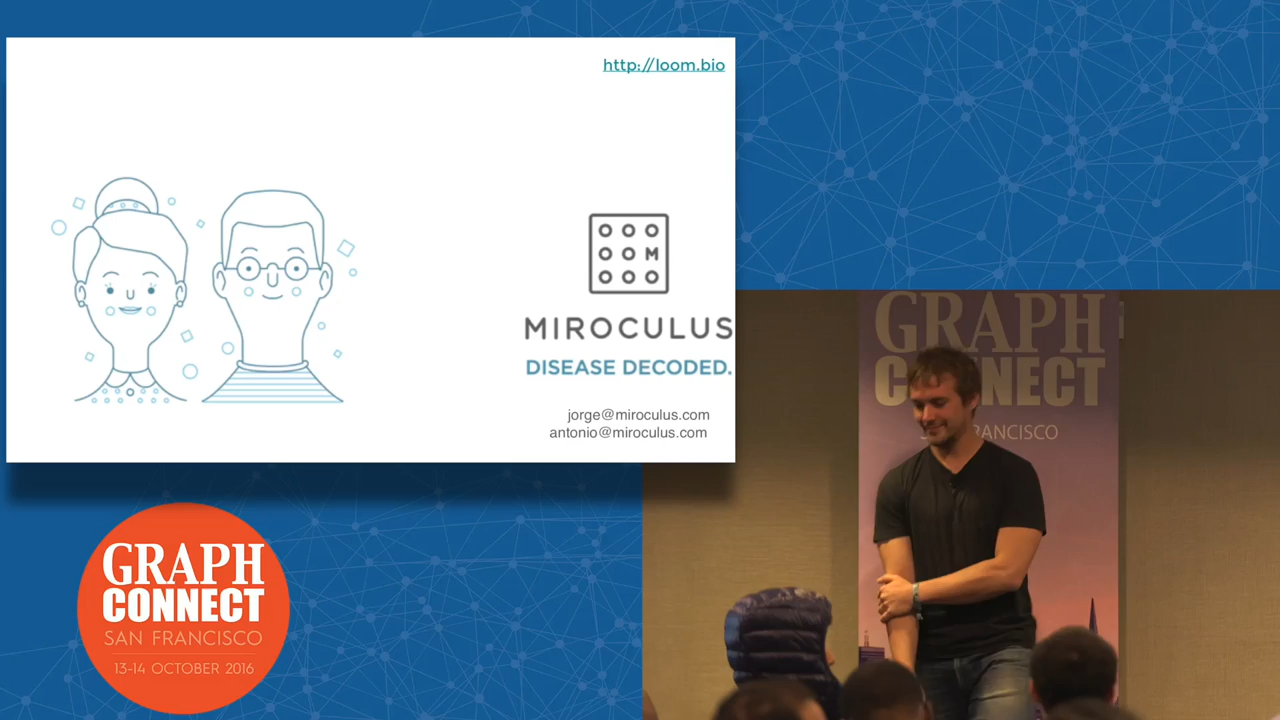 http://loom.bio
M
MIROCULUS
DISEASE DECODED.
jorge@miroculus.com
antonio@miroculus.com
GRAPH
CONNECT
SAN FRANCISCO
13-14 OCTOBER 2016
GRAPH
CONNECT
FRANCISCO